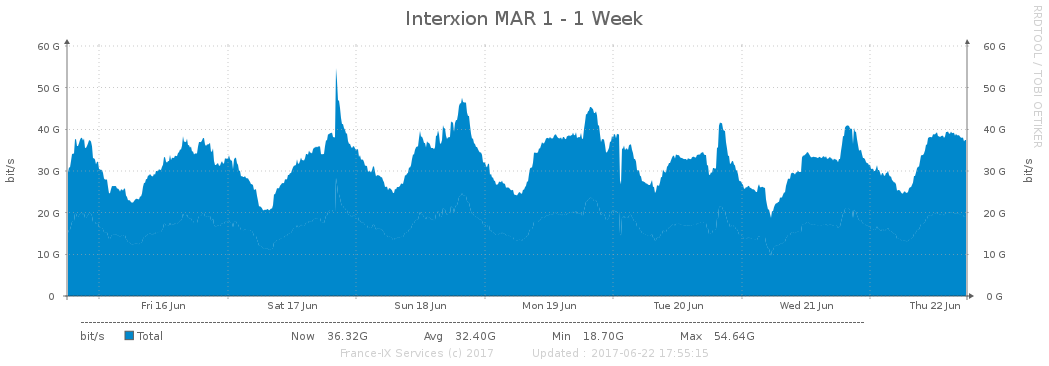 Interxion MAR 1 - 1 Week
RRDTOOL / TOBI OETIKER
60 G 60 G
50 G 50 G
40 G 40 G
30 G 30 G
20 G 20 G
10 G 10 G
0 0 G
bit/s bit/s
Fri 16 Jun Sat 17 Jun Sun 18 Jun Mon 19 Jun Tue 20 Jun Wed 21 Jun Thu 22 Jun
bit/s Total Now 36.32G Avg 32.40G Min 18.70G Max 54.64G
France-IX Services (c) 2017 Updated : 2017-06-22 17:55:15